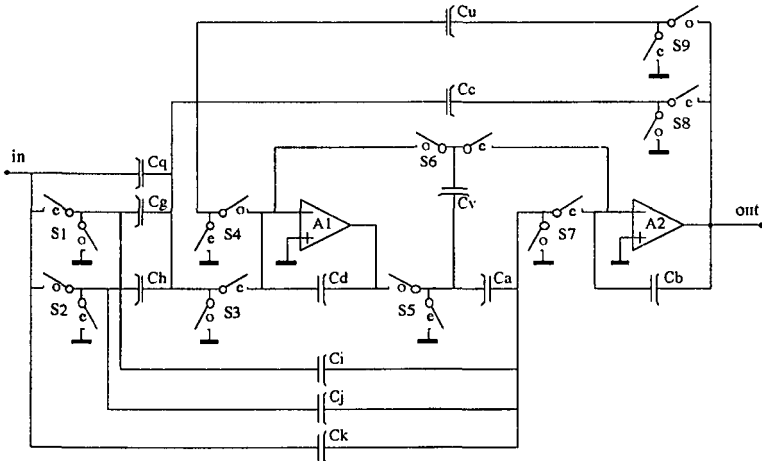 Cu
o
S9
e
Cc
e
S8
o
o
e
S6
in
Cq
Cv
e
Cg
o
A1
e
A2
out
S1
o
S4
e
S7
o
o
Ch
e
Cd
o
Ca
Cb
S2
e
S3
o
S5
e
Ci
Cj
Ck